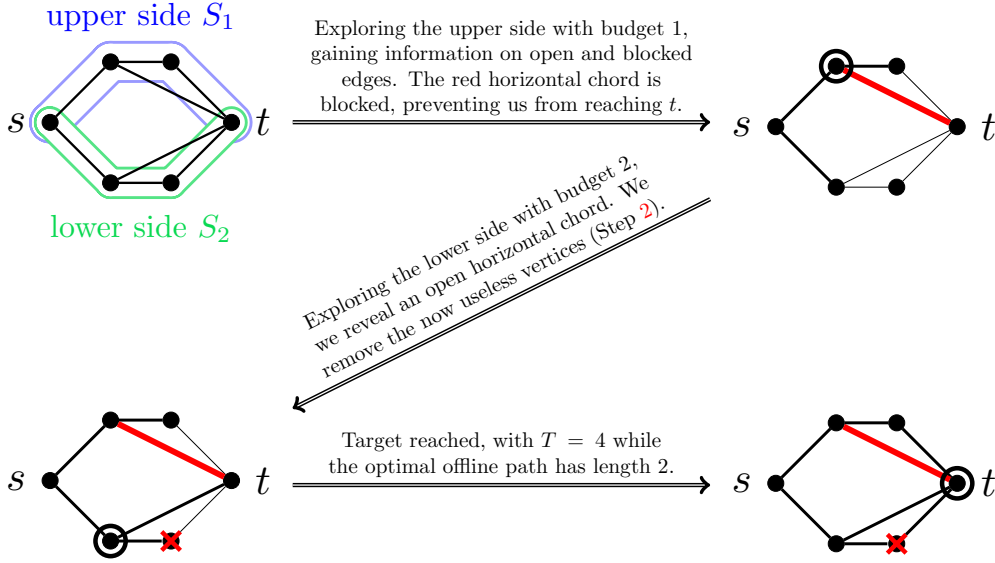 upper side S₁
s
t
lower side S₂
Exploring the upper side with budget 1,
gaining information on open and blocked
edges. The red horizontal chord is
blocked, preventing us from reaching t.
s
t
Exploring the lower side with budget 2,
we reveal an open horizontal chord. We
remove the now useless vertices (Step 2).
s
t
Target reached, with T = 4 while
the optimal offline path has length 2.
s
t